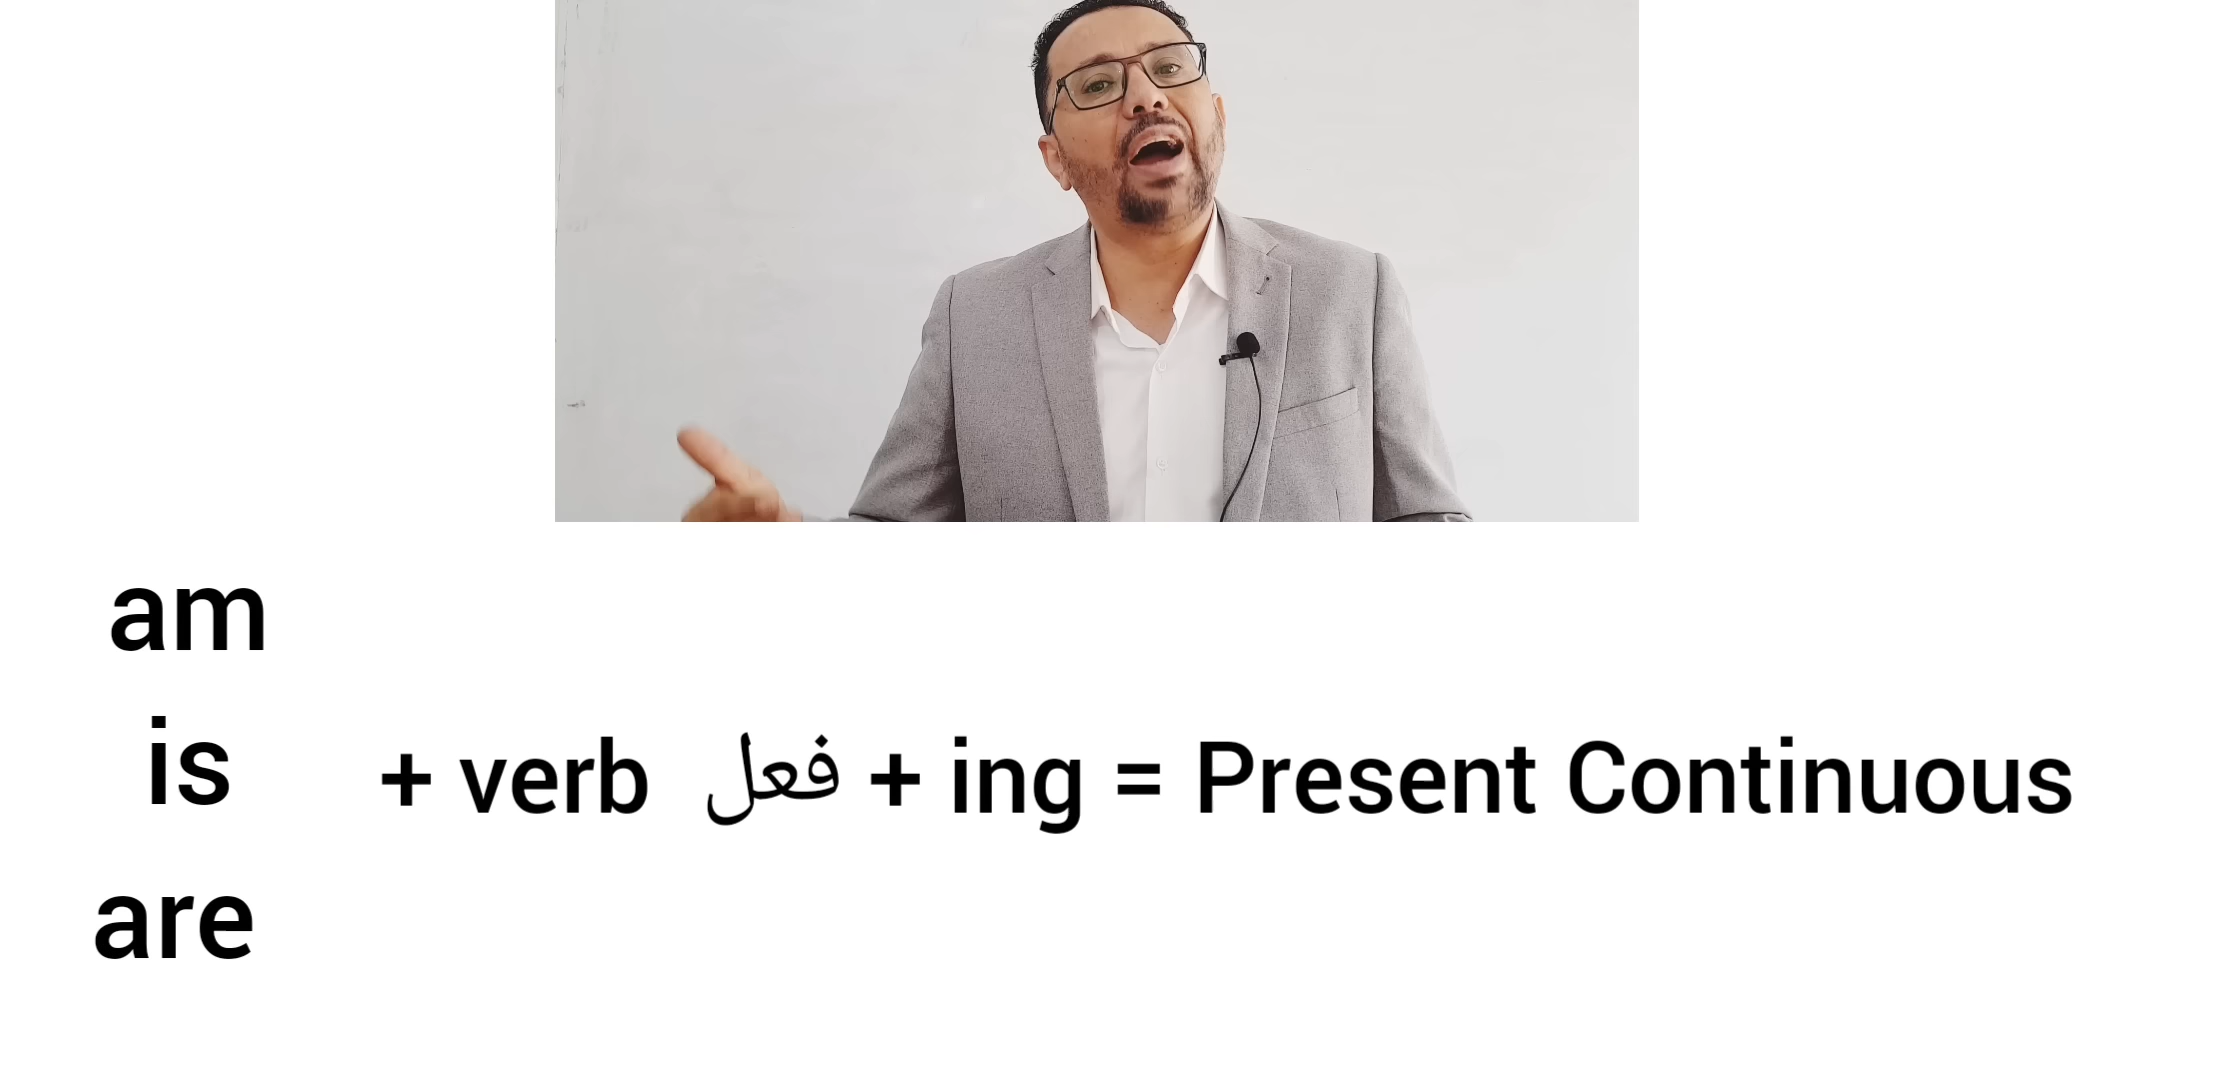 am
is
+ verb فعل + ing = Present Continuous
are